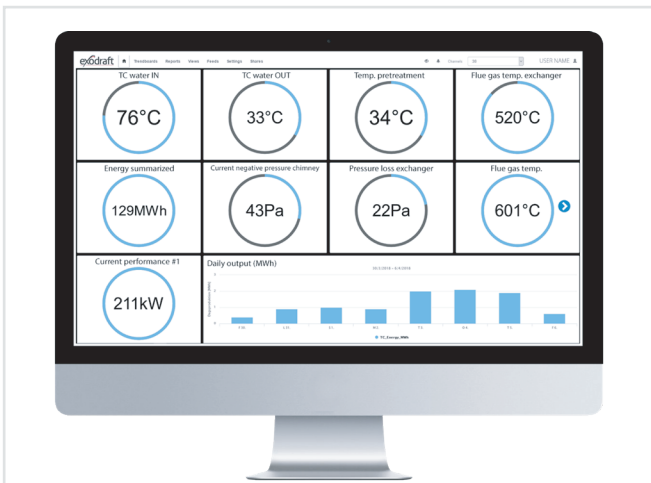 exodraft Trendboards Reports Views Feeds Settings Device USER NAME
TC water IN
76°C
TC water OUT
33°C
Temp. pretreatment
34°C
Flue gas temp. exchanger
520°C
Energy summarized
129MWh
Current negative pressure chimney
43Pa
Pressure loss exchanger
22Pa
Flue gas temp.
601°C
Current performance #1
211kW
Daily output (MWh)
TC_Energy_MWh